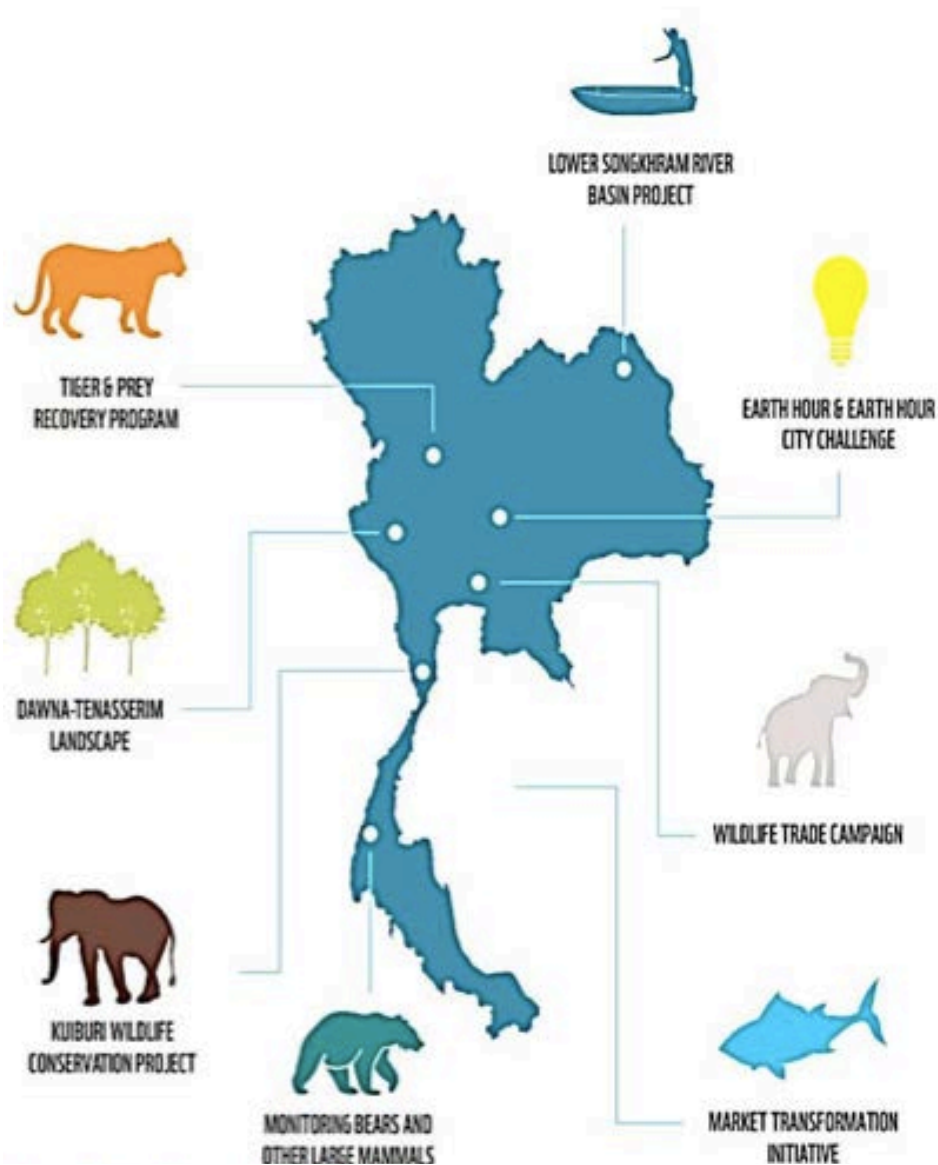 LOWER SONGKHRAM RIVER
BASIN PROJECT
TIGER & PREY
RECOVERY PROGRAM
EARTH HOUR & EARTH HOUR
CITY CHALLENGE
DAWNA-TENASSERIM
LANDSCAPE
WILDLIFE TRADE CAMPAIGN
KUIBURI WILDLIFE
CONSERVATION PROJECT
MONITORING BEARS AND
OTHER LARGE MAMMALS
MARKET TRANSFORMATION
INITIATIVE